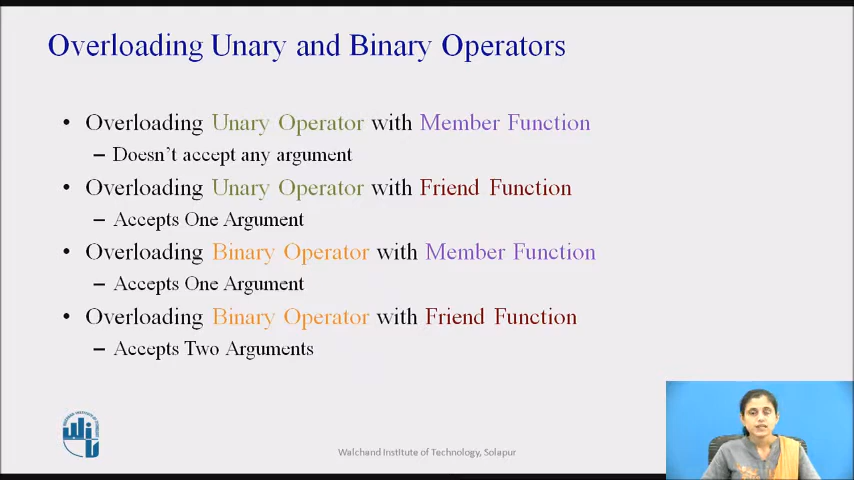 Overloading Unary and Binary Operators
• Overloading Unary Operator with Member Function
– Doesn't accept any argument
• Overloading Unary Operator with Friend Function
– Accepts One Argument
• Overloading Binary Operator with Member Function
– Accepts One Argument
• Overloading Binary Operator with Friend Function
– Accepts Two Arguments
Walchand Institute of Technology, Solapur